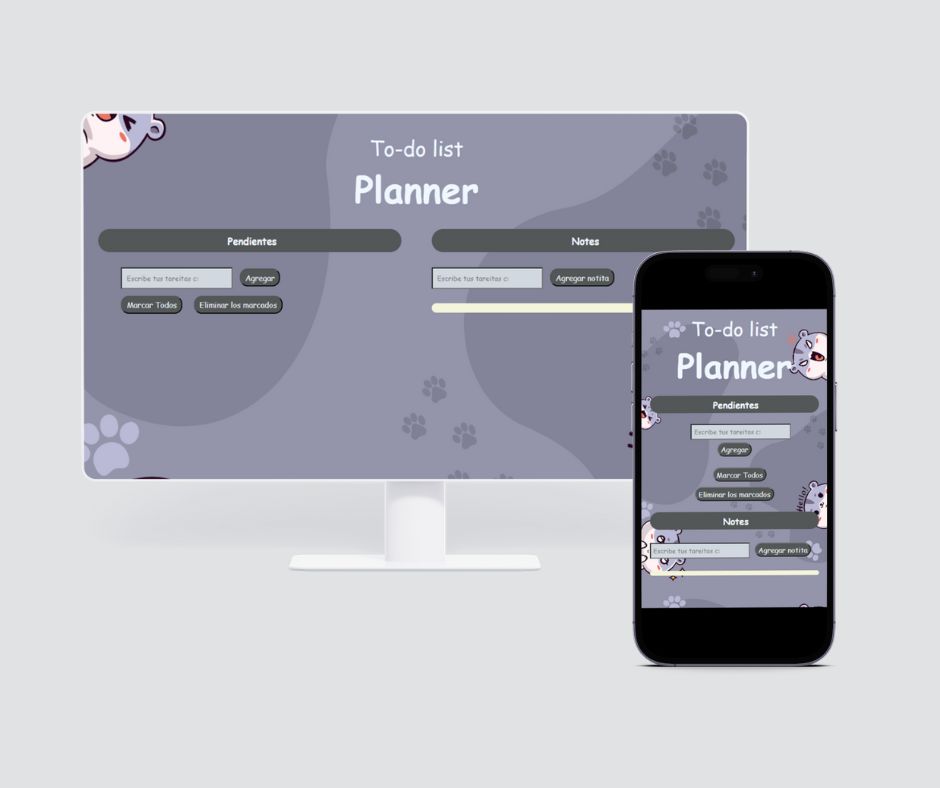 To-do list
Planner
Pendientes
Escribe tus tareitas c:
Agregar
Marcar Todos
Eliminar los marcados
Notes
Escribe tus tareitas c:
Agregar notita
To-do list
Planner
Pendientes
Escribe tus tareitas c:
Agregar
Marcar Todos
Eliminar los marcados
Hello!
Notes
Escribe tus tareitas c:
Agregar notita